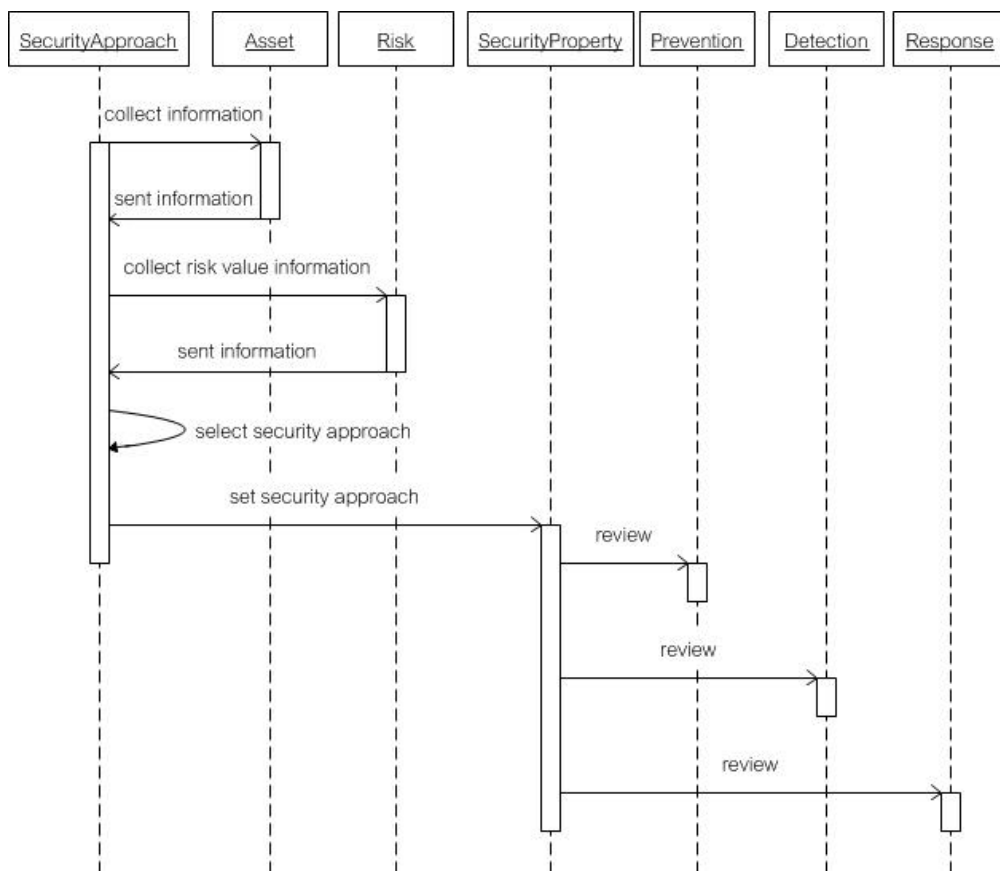 SecurityApproach
Asset
Risk
SecurityProperty
Prevention
Detection
Response
collect information
sent information
collect risk value information
sent information
select security approach
set security approach
review
review
review